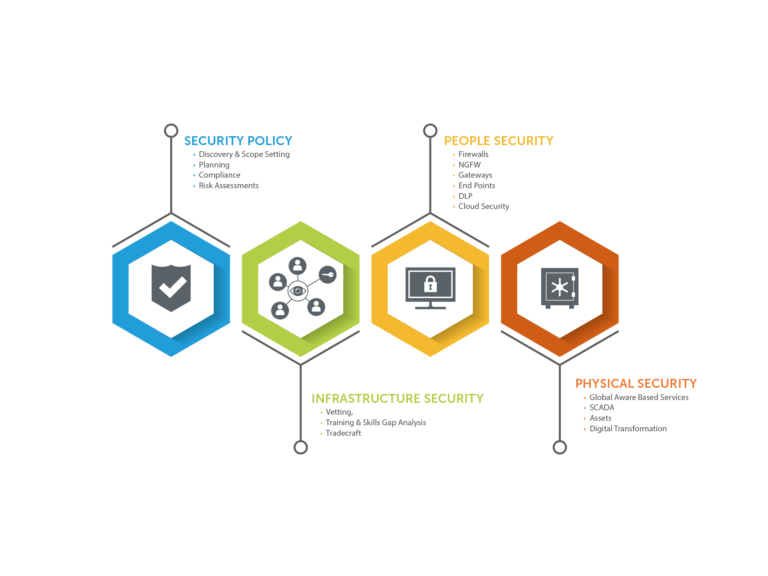 SECURITY POLICY
• Discovery & Scope Setting
• Planning
• Compliance
• Risk Assessments
PEOPLE SECURITY
• Firewalls
• NGFW
• Gateways
• End Points
• DLP
• Cloud Security
INFRASTRUCTURE SECURITY
• Vetting,
• Training & Skills Gap Analysis
• Tradecraft
PHYSICAL SECURITY
• Global Aware Based Services
• SCADA
• Assets
• Digital Transformation